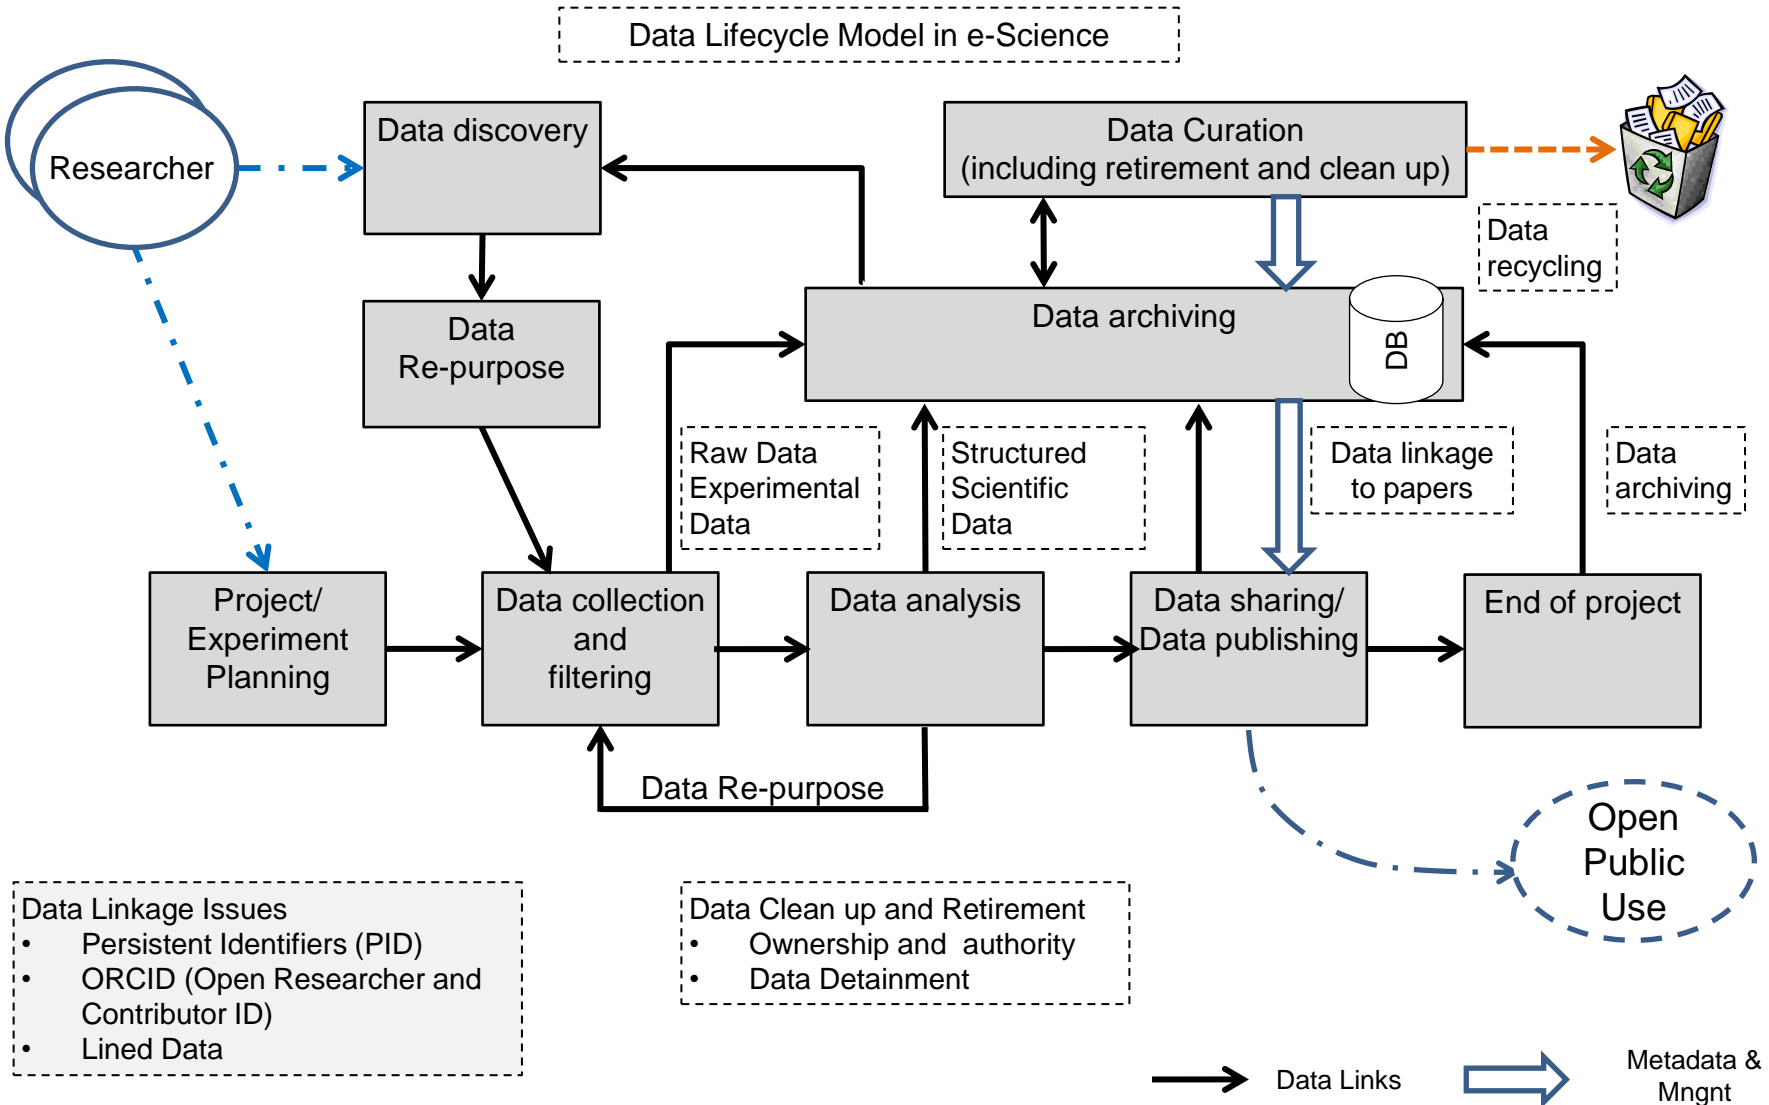 Data Lifecycle Model in e-Science
Researcher
Data discovery
Data Curation
(including retirement and clean up)
Data
recycling
Data
Re-purpose
Data archiving
DB
Raw Data
Experimental
Data
Structured
Scientific
Data
Data linkage
to papers
Data
archiving
Project/
Experiment
Planning
Data collection
and
filtering
Data analysis
Data sharing/
Data publishing
End of project
Data Re-purpose
Open
Public
Use
Data Linkage Issues
• Persistent Identifiers (PID)
• ORCID (Open Researcher and
Contributor ID)
• Lined Data
Data Clean up and Retirement
• Ownership and authority
• Data Detainment
Data Links
Metadata &
Mngnt